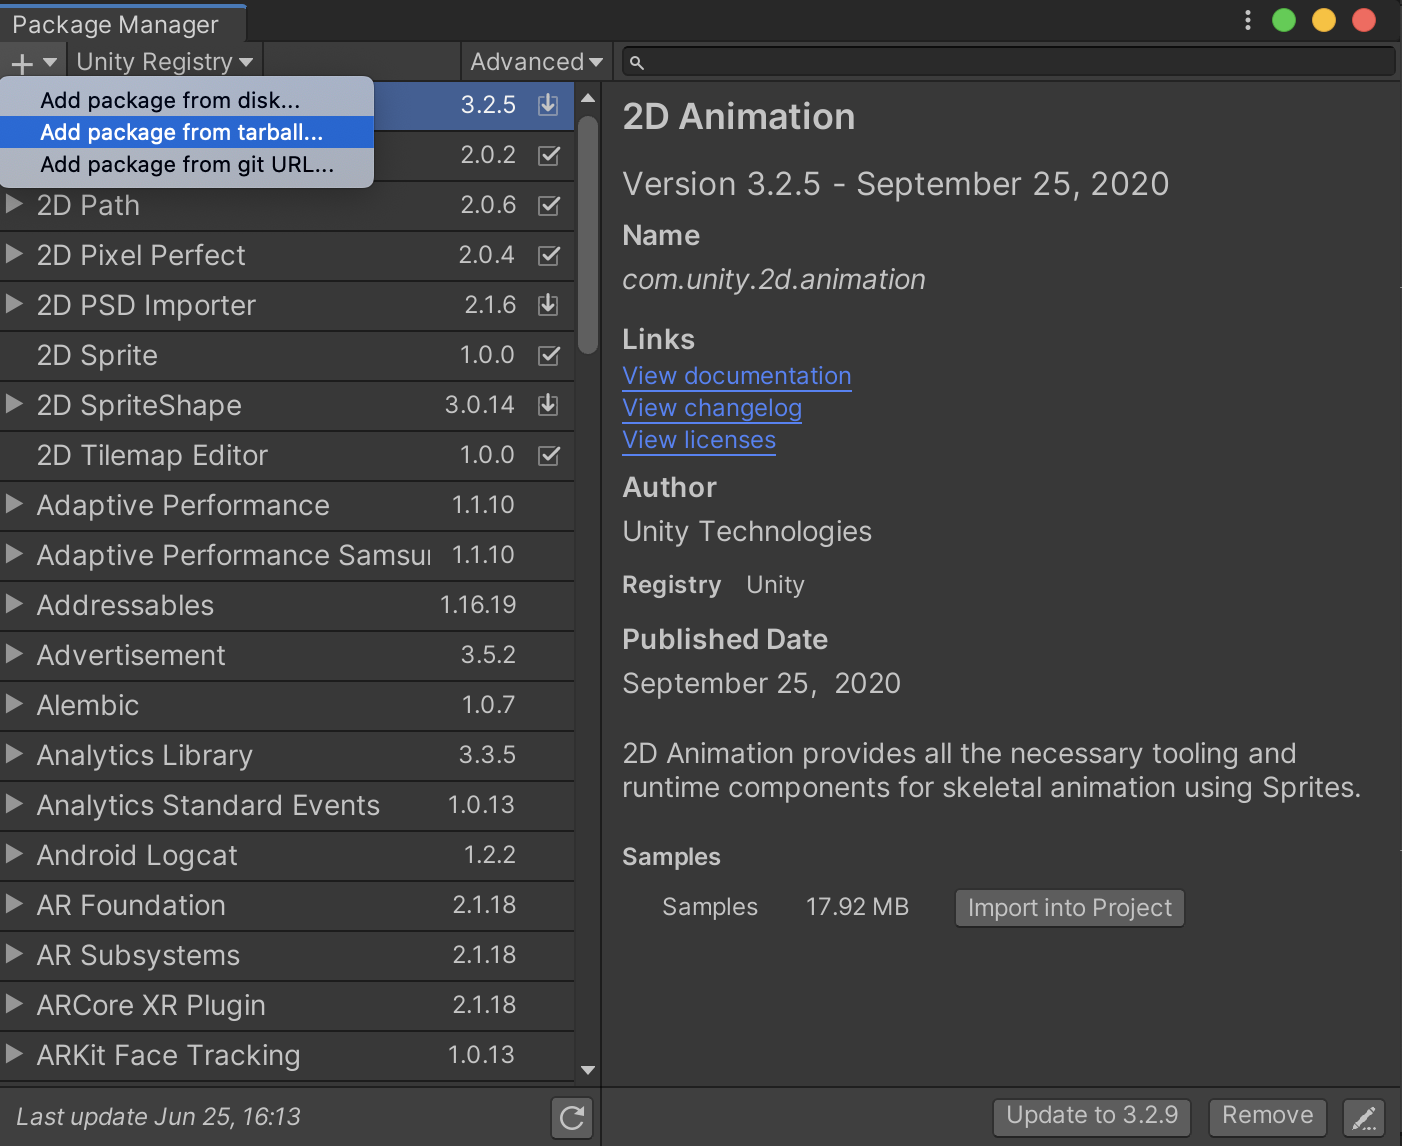 Package Manager
Unity Registry
Advanced
Add package from disk...
Add package from tarball...
Add package from git URL...
3.2.5
2.0.2
2D Path 2.0.6
2D Pixel Perfect 2.0.4
2D PSD Importer 2.1.6
2D Sprite 1.0.0
2D SpriteShape 3.0.14
2D Tilemap Editor 1.0.0
Adaptive Performance 1.1.10
Adaptive Performance Samsu 1.1.10
Addressables 1.16.19
Advertisement 3.5.2
Alembic 1.0.7
Analytics Library 3.3.5
Analytics Standard Events 1.0.13
Android Logcat 1.2.2
AR Foundation 2.1.18
AR Subsystems 2.1.18
ARCore XR Plugin 2.1.18
ARKit Face Tracking 1.0.13
Last update Jun 25, 16:13
2D Animation
Version 3.2.5 - September 25, 2020
Name
com.unity.2d.animation
Links
View documentation
View changelog
View licenses
Author
Unity Technologies
Registry Unity
Published Date
September 25, 2020
2D Animation provides all the necessary tooling and
runtime components for skeletal animation using Sprites.
Samples
Samples 17.92 MB Import into Project
Update to 3.2.9 Remove